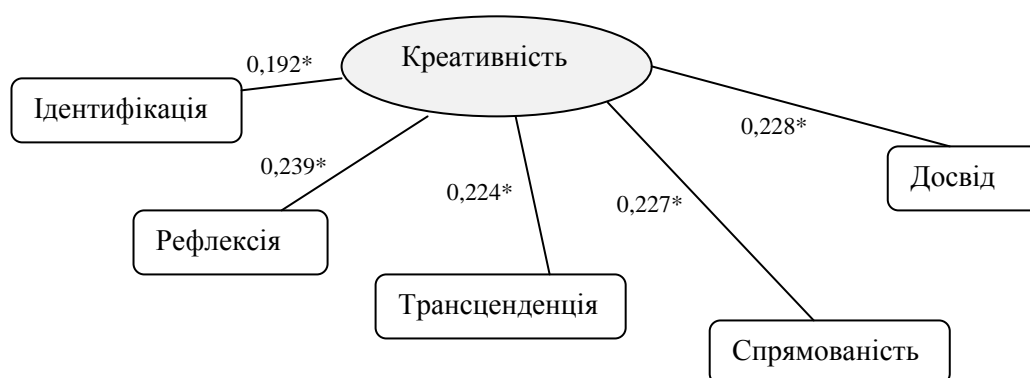 Креативність
0,192*
Ідентифікація
0,228*
0,239*
Досвід
0,224*
0,227*
Рефлексія
Трансценденція
Спрямованість